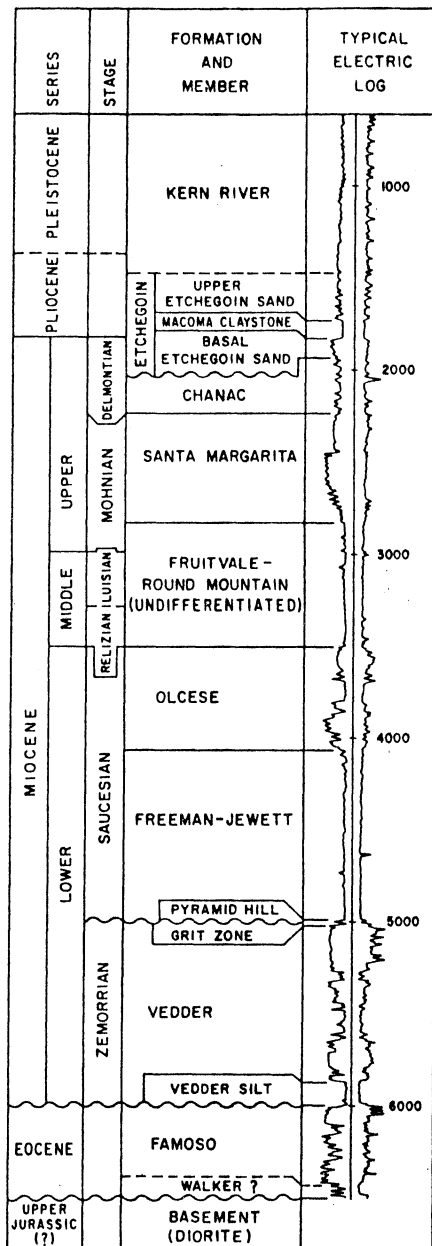 SERIES
STAGE
FORMATION
AND
MEMBER
TYPICAL
ELECTRIC
LOG
PLEISTOCENE
PLIOCENE
MIOCENE
UPPER
MIDDLE
LOWER
EOCENE
UPPER
JURASSIC
(?)
DELMONTIAN
MOHNIAN
LUISIAN
RELIZIAN
SAUCESIAN
ZEMORRIAN
KERN RIVER
ETCHEGOIN
UPPER
ETCHEGOIN SAND
MACOMA CLAYSTONE
BASAL
ETCHEGOIN SAND
CHANAC
SANTA MARGARITA
FRUITVALE-
ROUND MOUNTAIN
(UNDIFFERENTIATED)
OLCESE
FREEMAN-JEWETT
PYRAMID HILL
GRIT ZONE
VEDDER
VEDDER SILT
FAMOSO
WALKER ?
BASEMENT
(DIORITE)
1000
2000
3000
4000
5000
6000